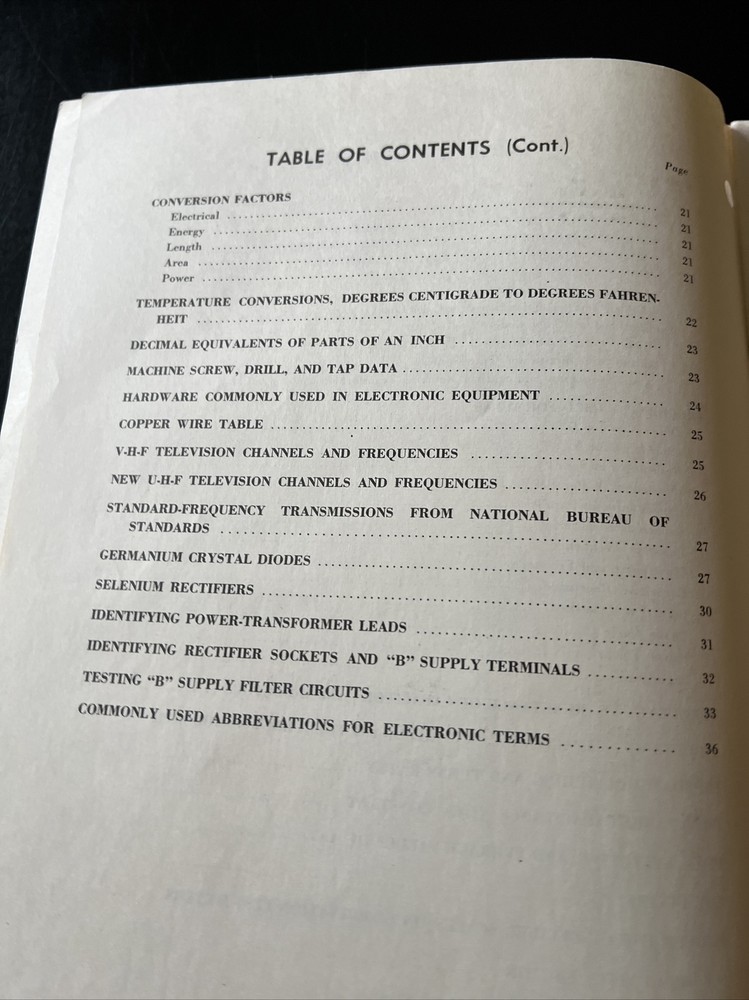 TABLE OF CONTENTS (Cont.)
Page
CONVERSION FACTORS
Electrical ........................................ 21
Energy ........................................ 21
Length ........................................ 21
Area ........................................ 21
Power ........................................ 21
TEMPERATURE CONVERSIONS, DEGREES CENTIGRADE TO DEGREES FAHREN-
HEIT ........................................ 22
DECIMAL EQUIVALENTS OF PARTS OF AN INCH .................... 23
MACHINE SCREW, DRILL, AND TAP DATA .................... 23
HARDWARE COMMONLY USED IN ELECTRONIC EQUIPMENT ............ 24
COPPER WIRE TABLE ........................................ 25
V-H-F TELEVISION CHANNELS AND FREQUENCIES .................... 25
NEW U-H-F TELEVISION CHANNELS AND FREQUENCIES ................ 26
STANDARD-FREQUENCY TRANSMISSIONS FROM NATIONAL BUREAU OF
STANDARDS ........................................ 27
GERMANIUM CRYSTAL DIODES .................................... 27
SELENIUM RECTIFIERS ........................................ 30
IDENTIFYING POWER-TRANSFORMER LEADS ........................ 31
IDENTIFYING RECTIFIER SOCKETS AND “B” SUPPLY TERMINALS ........ 32
TESTING “B” SUPPLY FILTER CIRCUITS ............................ 33
COMMONLY USED ABBREVIATIONS FOR ELECTRONIC TERMS ............ 36